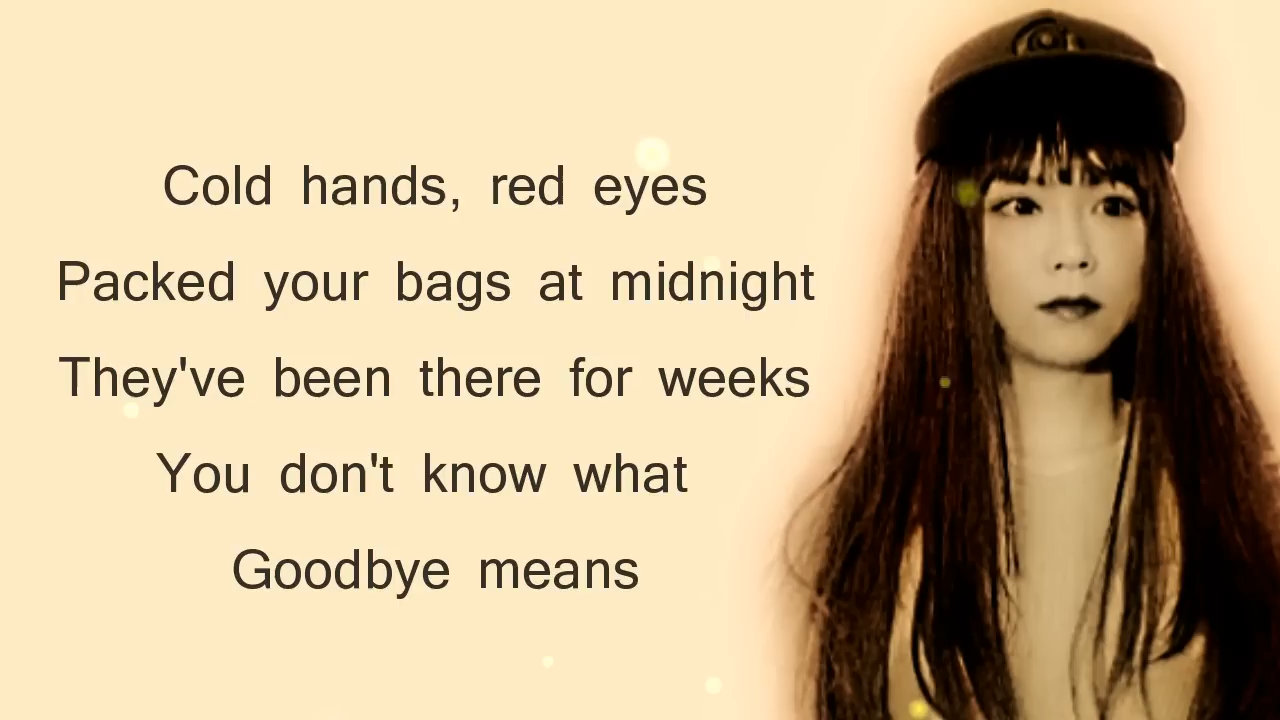 Cold hands, red eyes
Packed your bags at midnight
They've been there for weeks
You don't know what
Goodbye means